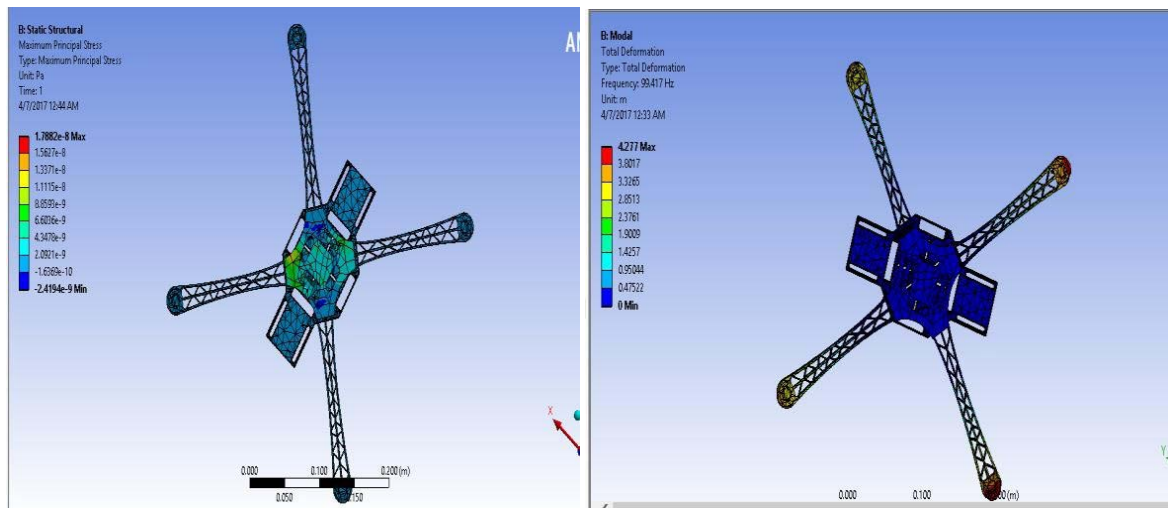 B: Static Structural
Maximum Principal Stress
Type: Maximum Principal Stress
Unit: Pa
Time: 1
4/7/2017 12:44 AM
1.7882e-8 Max
1.5627e-8
1.3371e-8
1.1115e-8
8.8593e-9
6.6036e-9
4.3478e-9
2.0921e-9
-1.6369e-10
-2.4194e-9 Min
AN
X
0.000 0.100 0.200 (m)
0.050 0.150
B: Modal
Total Deformation
Type: Total Deformation
Frequency: 99.417 Hz
Unit: m
4/7/2017 12:33 AM
4.277 Max
3.8017
3.3265
2.8513
2.3761
1.9009
1.4257
0.95044
0.47522
0 Min
Y
0.000 0.100 (m)